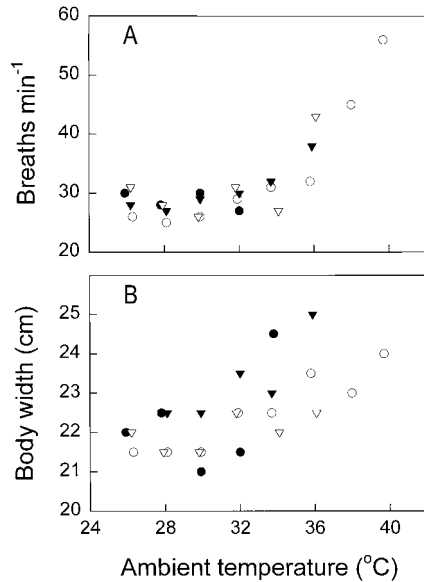 A
60
50
40
30
20
Breaths min⁻¹
B
25
24
23
22
21
20
Body width (cm)
24 28 32 36 40
Ambient temperature (°C)